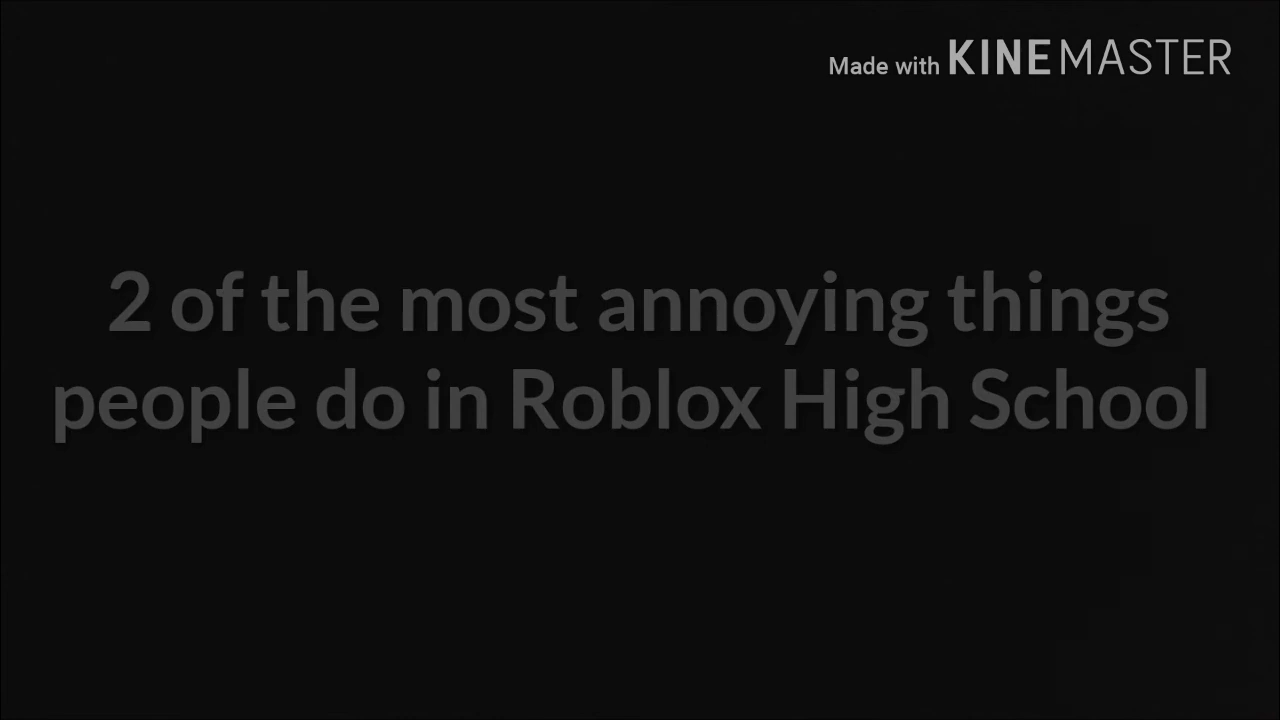 Made with KINEMASTER
2 of the most annoying things
people do in Roblox High School